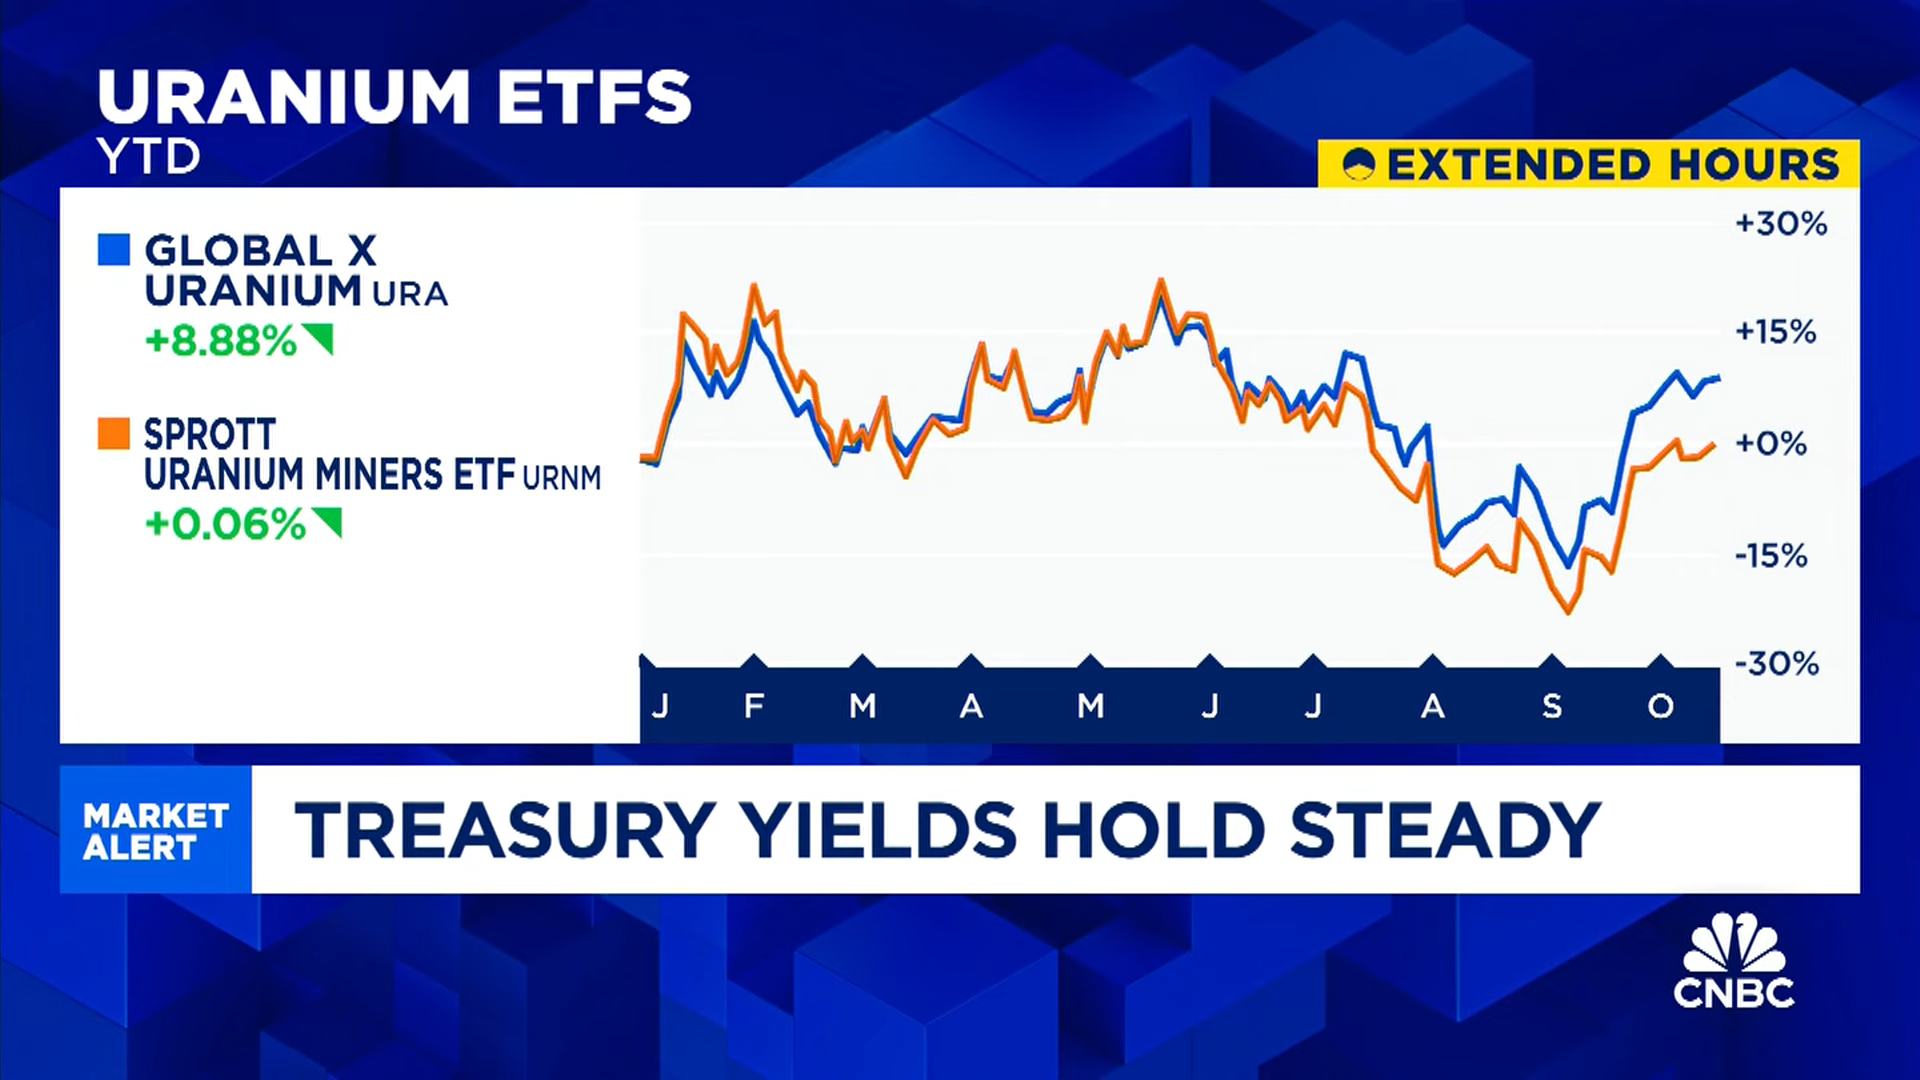 URANIUM ETFS
YTD
EXTENDED HOURS
GLOBAL X
URANIUM URA
+8.88%
SPROTT
URANIUM MINERS ETF URNM
+0.06%
+30%
+15%
+0%
-15%
-30%
J F M A M J J A S O
MARKET
ALERT
TREASURY YIELDS HOLD STEADY
CNBC